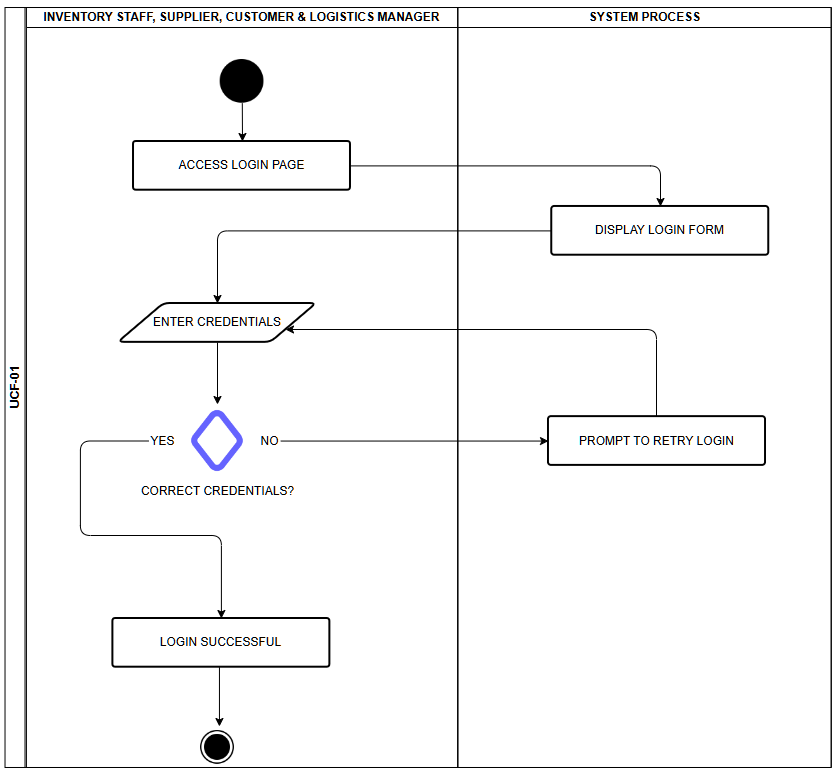 INVENTORY STAFF, SUPPLIER, CUSTOMER & LOGISTICS MANAGER
SYSTEM PROCESS
UCF-01
ACCESS LOGIN PAGE
DISPLAY LOGIN FORM
ENTER CREDENTIALS
YES
NO
PROMPT TO RETRY LOGIN
CORRECT CREDENTIALS?
LOGIN SUCCESSFUL